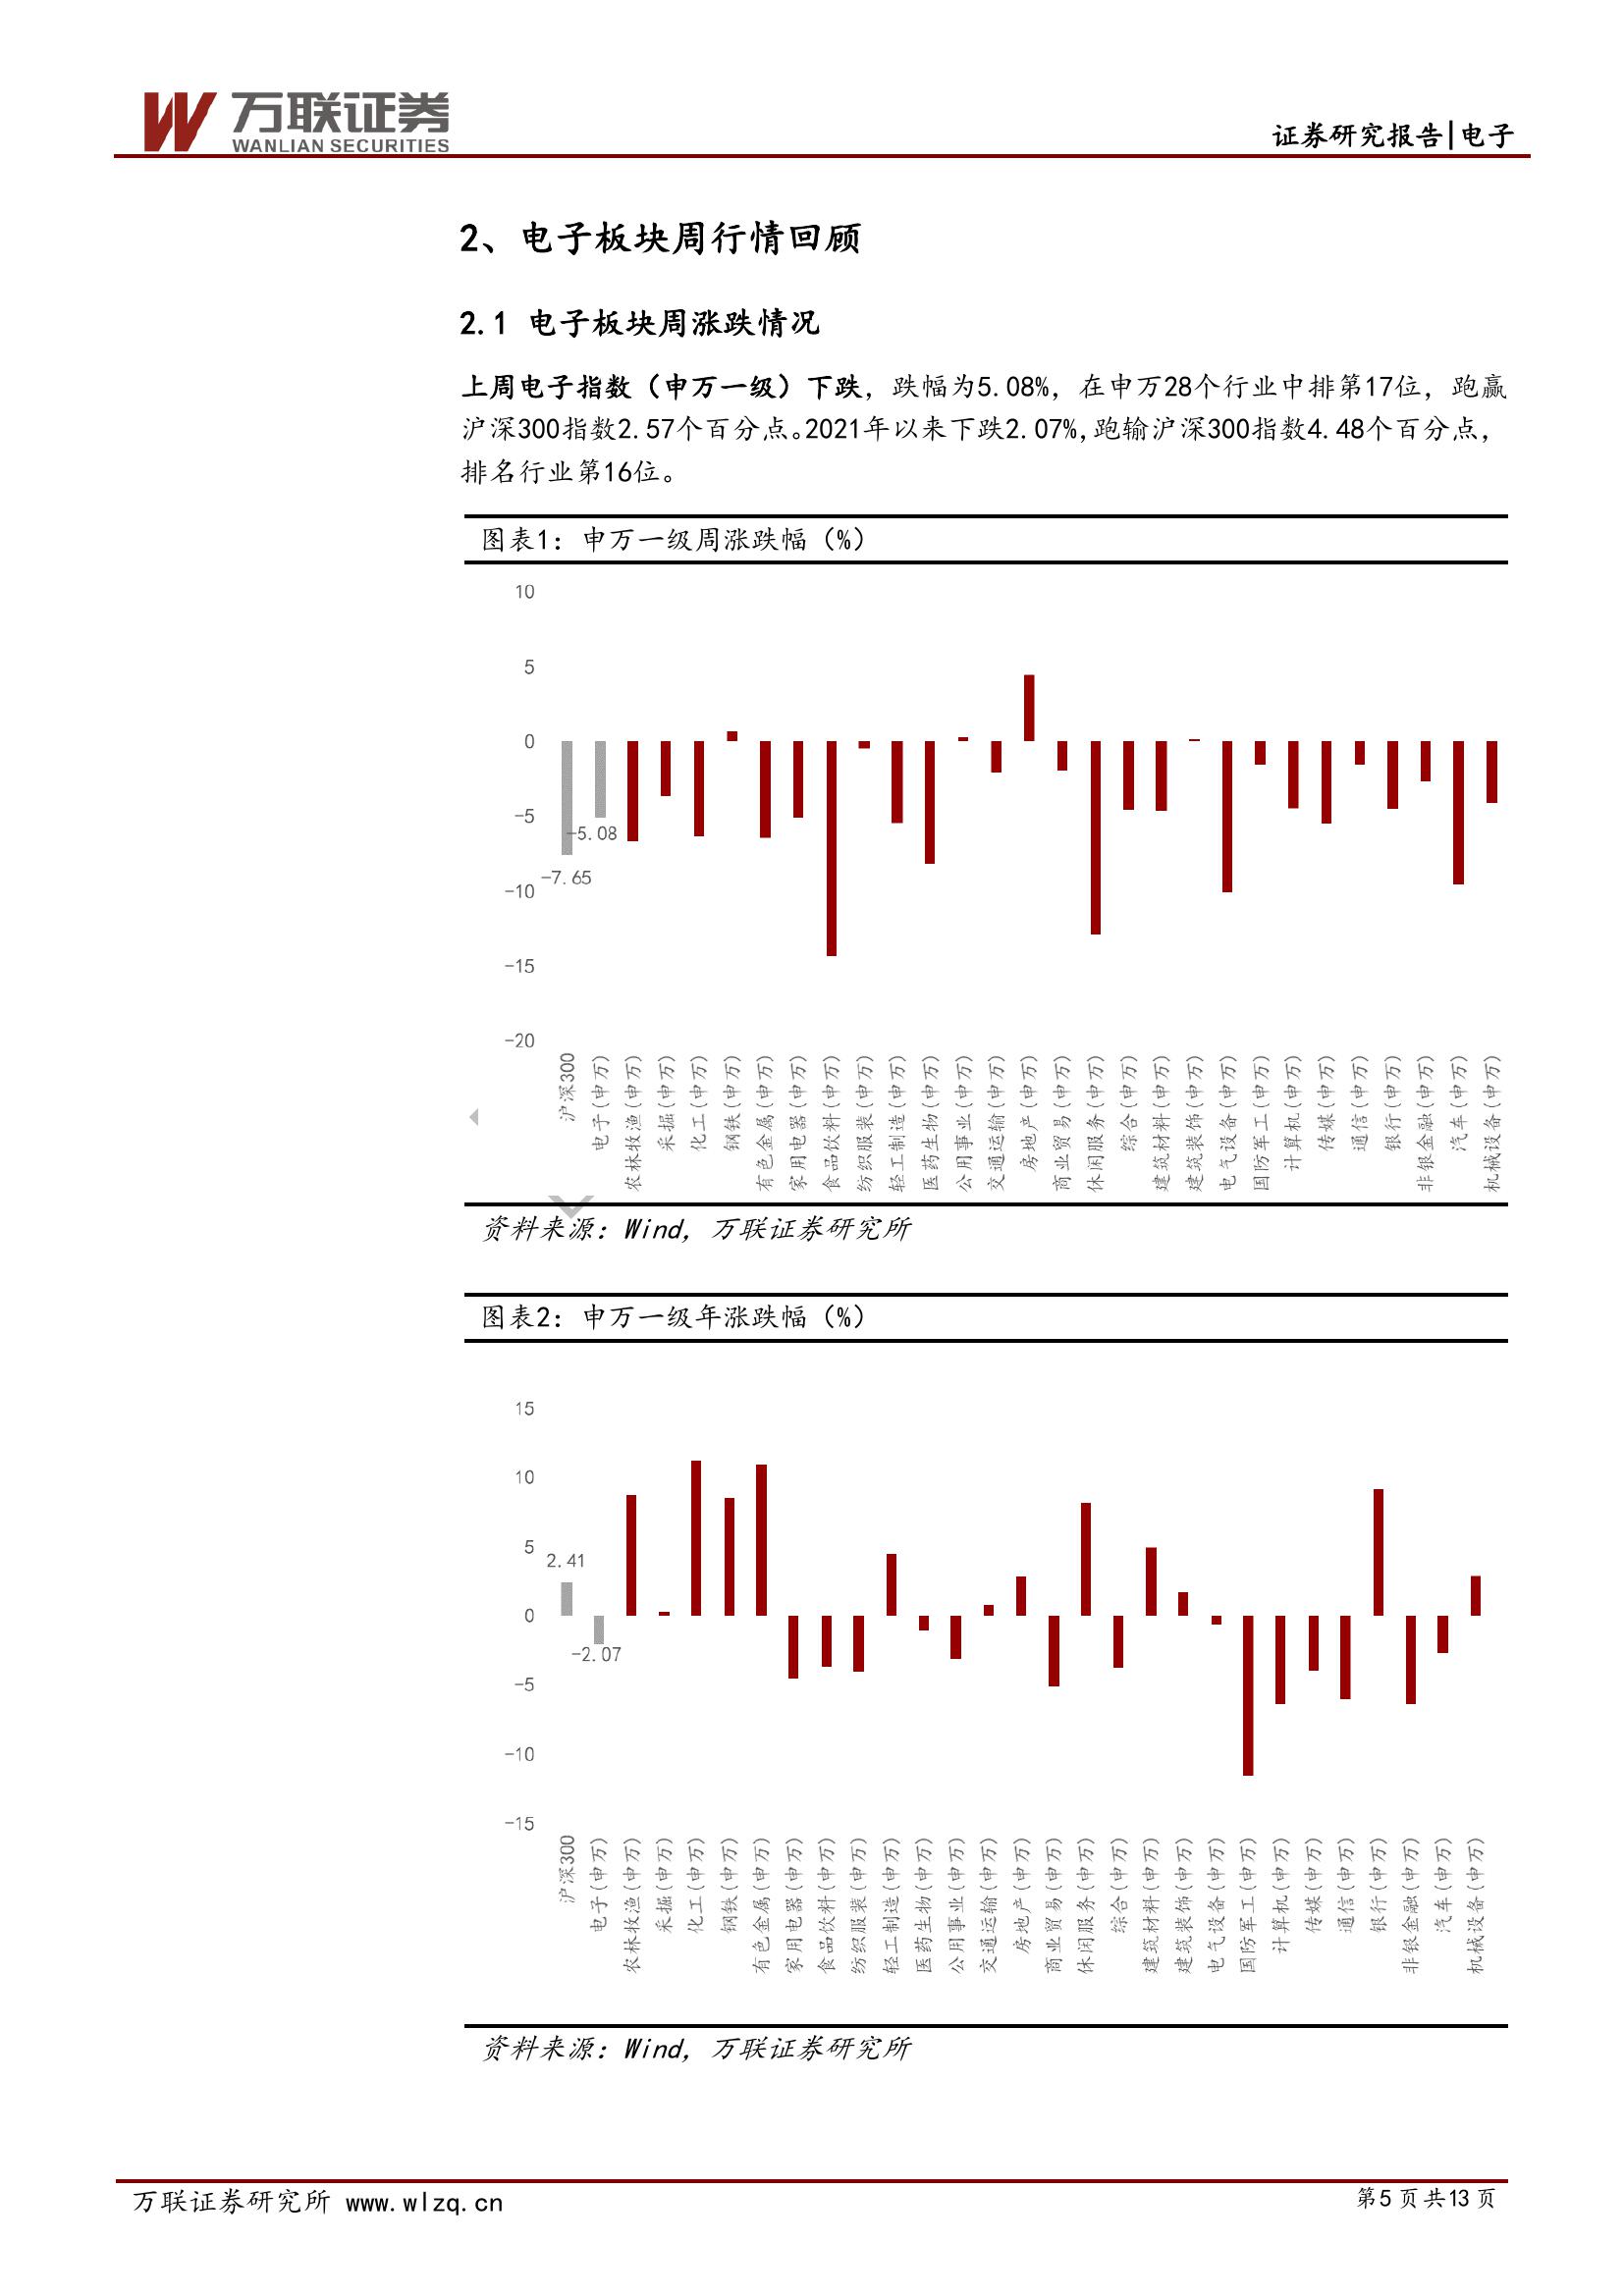 万联证券
WANLIAN SECURITIES
证券研究报告|电子
2、电子板块周行情回顾
2.1 电子板块周涨跌情况
上周电子指数（申万一级）下跌，跌幅为5.08%，在申万28个行业中排第17位，跑赢
沪深300指数2.57个百分点。2021年以来下跌2.07%,跑输沪深300指数4.48个百分点，
排名行业第16位。
图表1：申万一级周涨跌幅（%）
10
5
0
-5
-10
-15
-20
-5.08
-7.65
沪深300
电子(申万)
农林牧渔(申万)
采掘(申万)
化工(申万)
钢铁(申万)
有色金属(申万)
家用电器(申万)
食品饮料(申万)
纺织服装(申万)
轻工制造(申万)
医药生物(申万)
公用事业(申万)
交通运输(申万)
房地产(申万)
商业贸易(申万)
休闲服务(申万)
综合(申万)
建筑材料(申万)
建筑装饰(申万)
电气设备(申万)
国防军工(申万)
计算机(申万)
传媒(申万)
通信(申万)
银行(申万)
非银金融(申万)
汽车(申万)
机械设备(申万)
资料来源：Wind，万联证券研究所
图表2：申万一级年涨跌幅（%）
15
10
5
0
-5
-10
-15
2.41
-2.07
沪深300
电子(申万)
农林牧渔(申万)
采掘(申万)
化工(申万)
钢铁(申万)
有色金属(申万)
家用电器(申万)
食品饮料(申万)
纺织服装(申万)
轻工制造(申万)
医药生物(申万)
公用事业(申万)
交通运输(申万)
房地产(申万)
商业贸易(申万)
休闲服务(申万)
综合(申万)
建筑材料(申万)
建筑装饰(申万)
电气设备(申万)
国防军工(申万)
计算机(申万)
传媒(申万)
通信(申万)
银行(申万)
非银金融(申万)
汽车(申万)
机械设备(申万)
资料来源：Wind，万联证券研究所
万联证券研究所 www.wlzq.cn
第5页共13页